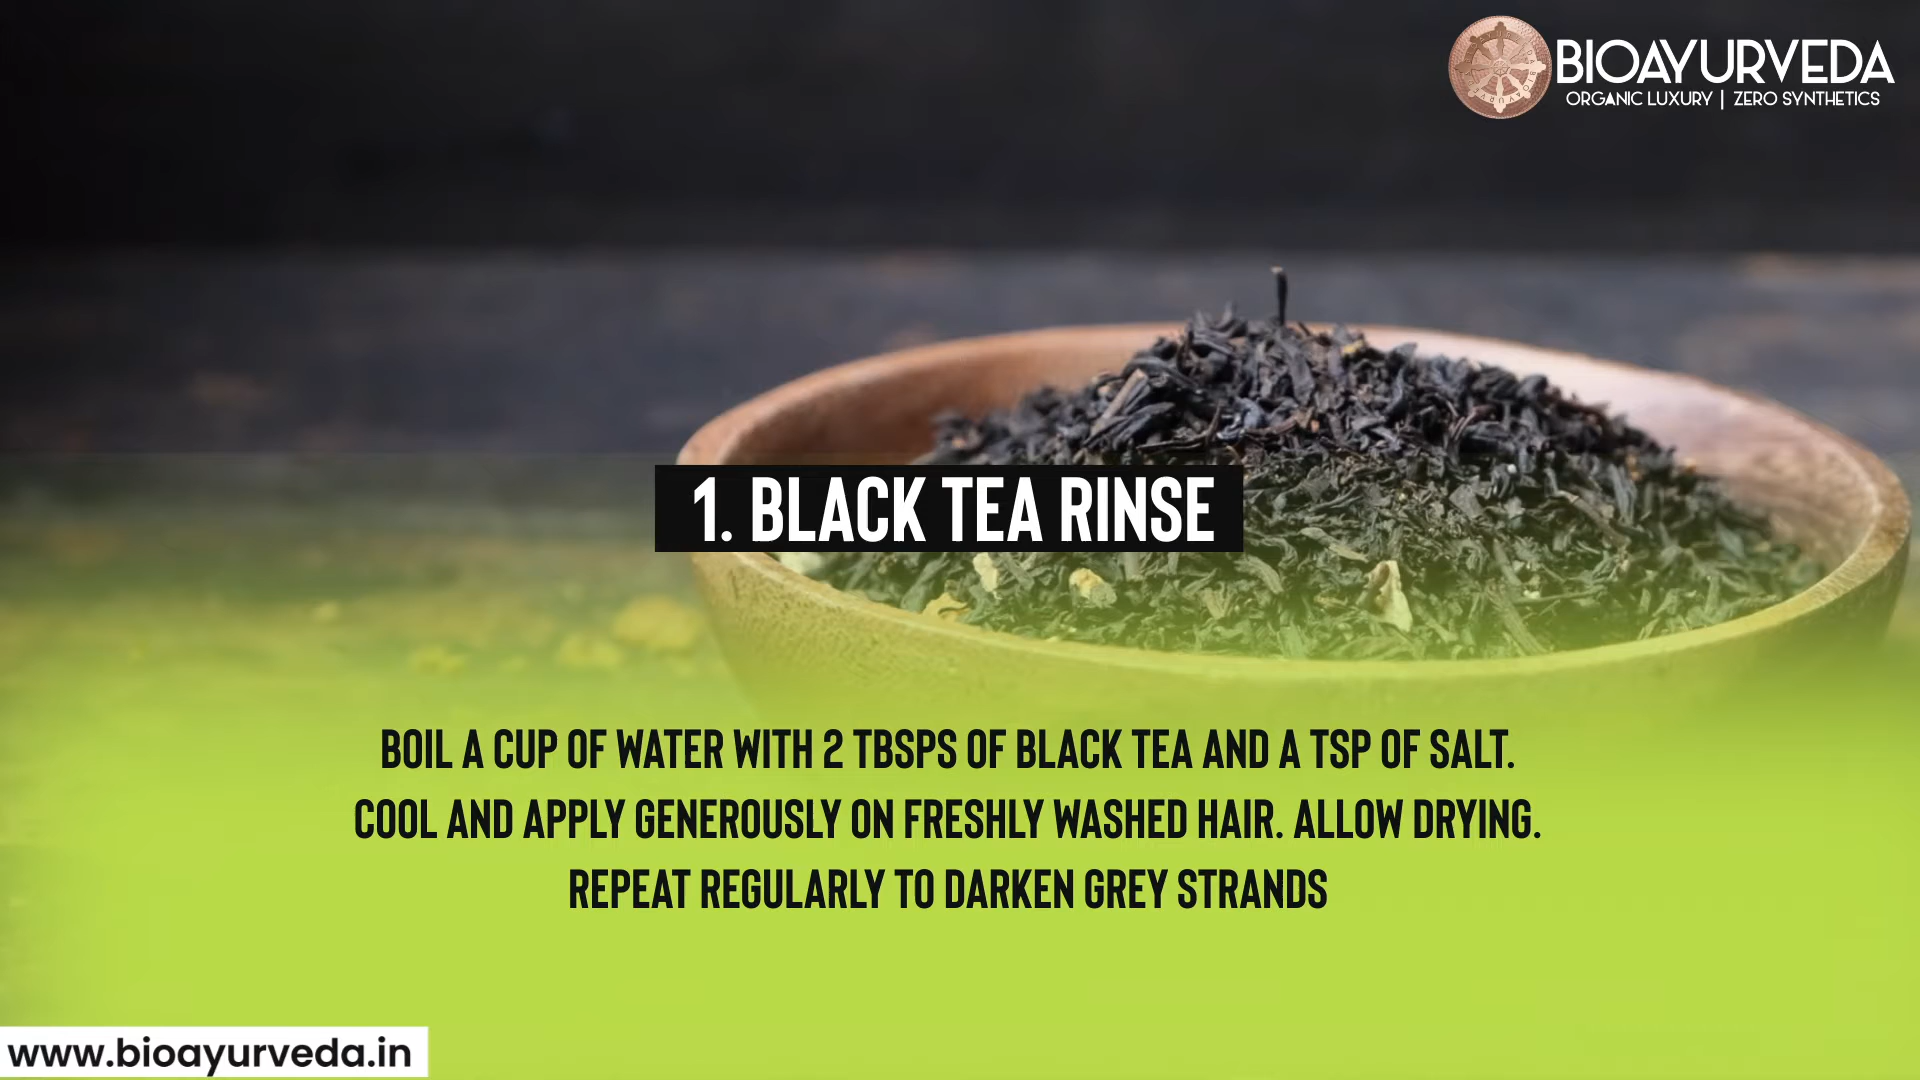 BIOAYURVEDA
ORGANIC LUXURY | ZERO SYNTHETICS
1. BLACK TEA RINSE
BOIL A CUP OF WATER WITH 2 TBSPS OF BLACK TEA AND A TSP OF SALT.
COOL AND APPLY GENEROUSLY ON FRESHLY WASHED HAIR. ALLOW DRYING.
REPEAT REGULARLY TO DARKEN GREY STRANDS
www.bioayurveda.in